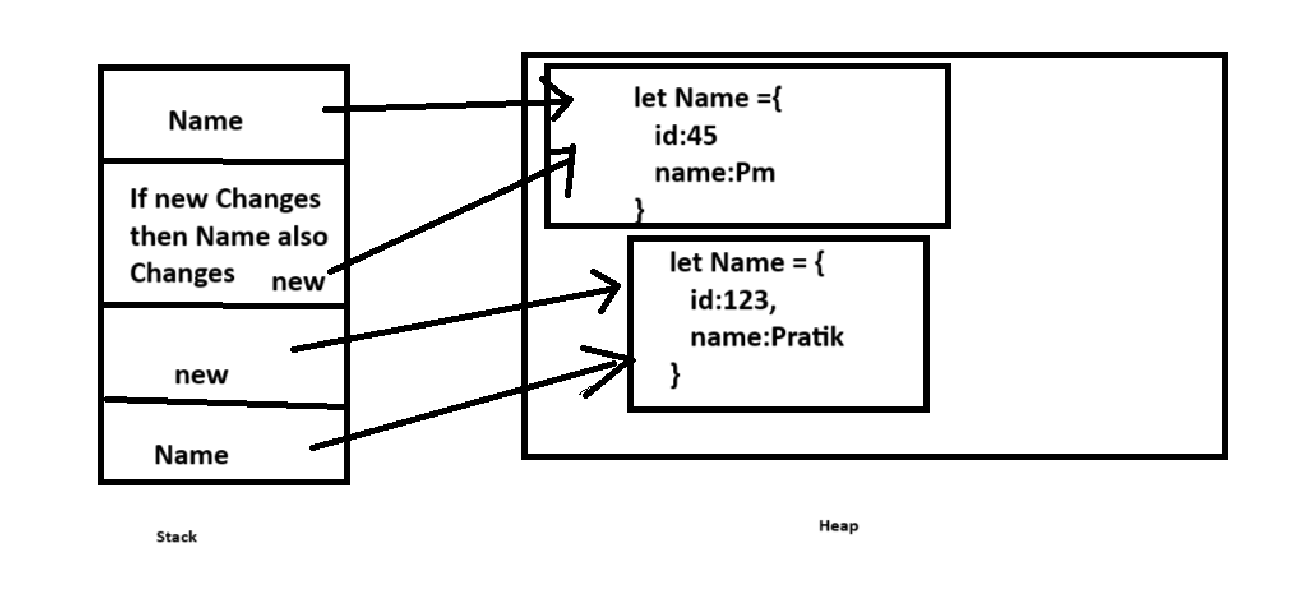 Name
If new Changes
then Name also
Changes new
new
Name
Stack
let Name ={
id:45
name:Pm
}
let Name = {
id:123,
name:Pratik
}
Heap